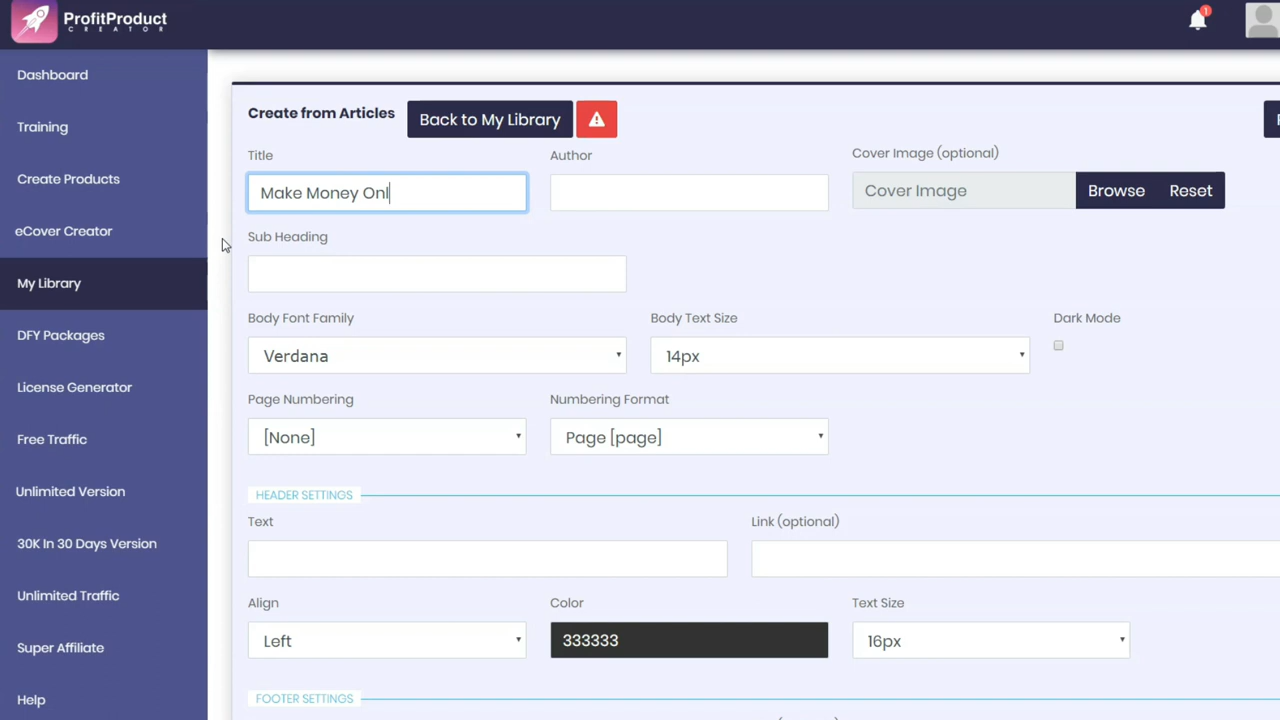 ProfitProduct
CREATOR
1
Dashboard
Training
Create Products
eCover Creator
My Library
DFY Packages
License Generator
Free Traffic
Unlimited Version
30K In 30 Days Version
Unlimited Traffic
Super Affiliate
Help
Create from Articles
Back to My Library
Title
Author
Cover Image (optional)
Make Money Onl
Cover Image
Browse
Reset
Sub Heading
Body Font Family
Body Text Size
Dark Mode
Verdana
14px
Page Numbering
Numbering Format
[None]
Page [page]
HEADER SETTINGS
Text
Link (optional)
Align
Color
Text Size
Left
333333
16px
FOOTER SETTINGS